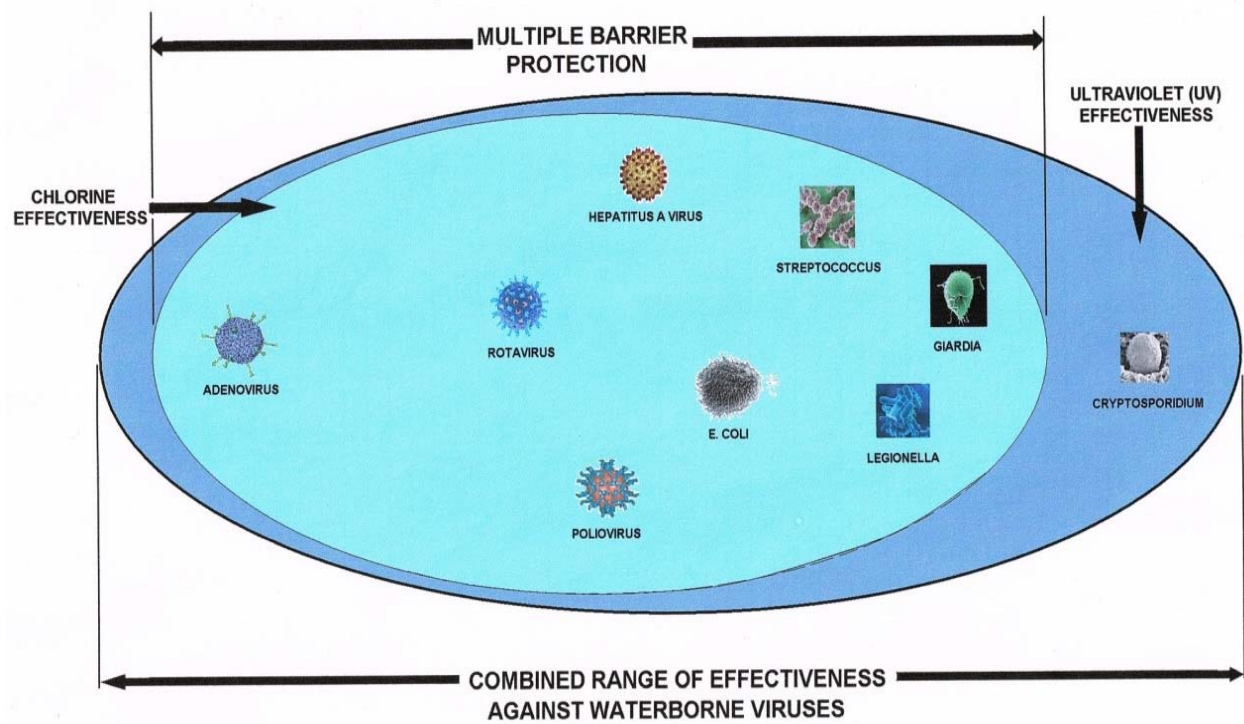 MULTIPLE BARRIER
PROTECTION
ULTRAVIOLET (UV)
EFFECTIVENESS
CHLORINE
EFFECTIVENESS
HEPATITUS A VIRUS
STREPTOCOCCUS
ROTAVIRUS
GIARDIA
ADENOVIRUS
CRYPTOSPORIDIUM
E. COLI
LEGIONELLA
POLIOVIRUS
COMBINED RANGE OF EFFECTIVENESS
AGAINST WATERBORNE VIRUSES